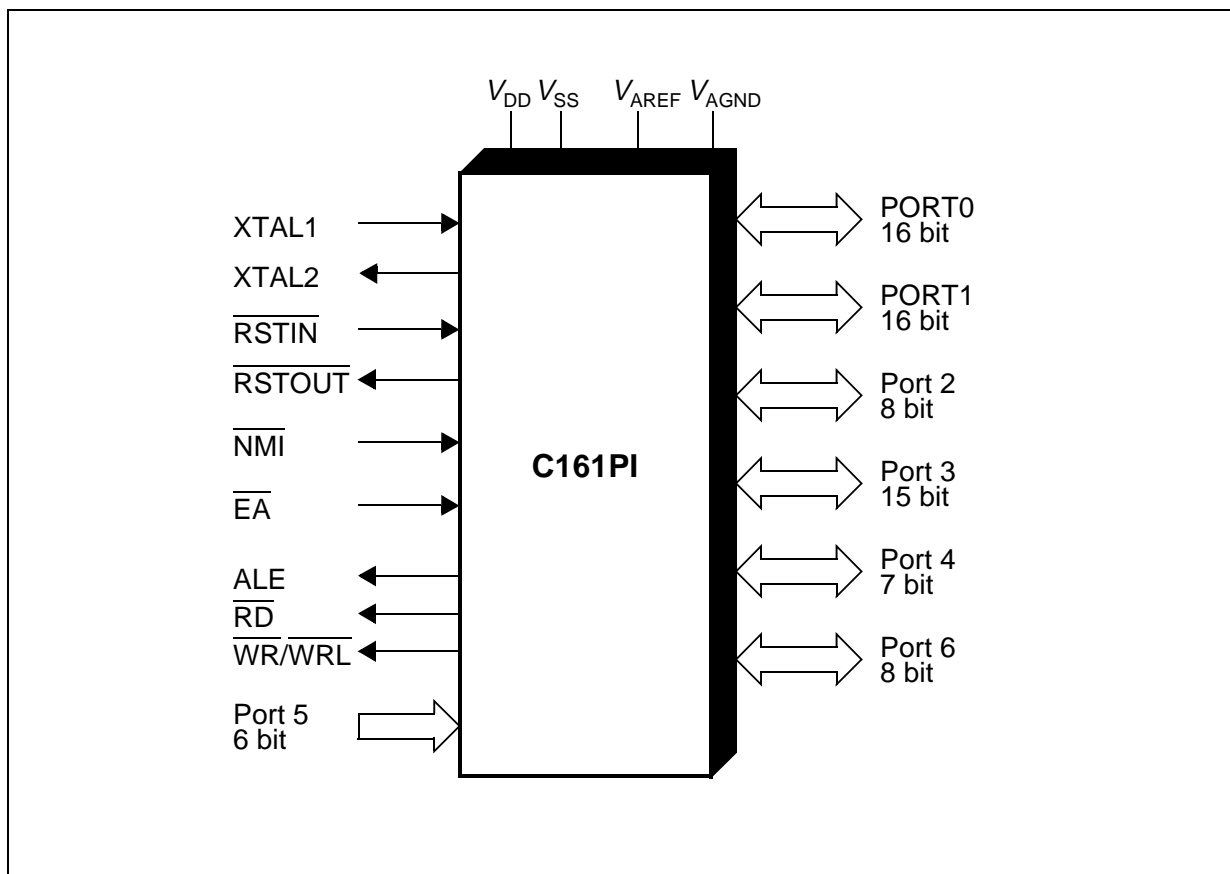 VDD VSS VAREF VAGND
XTAL1
XTAL2
RSTIN
RSTOUT
NMI
EA
ALE
RD
WR/WRL
Port 5
6 bit
C161PI
PORT0
16 bit
PORT1
16 bit
Port 2
8 bit
Port 3
15 bit
Port 4
7 bit
Port 6
8 bit